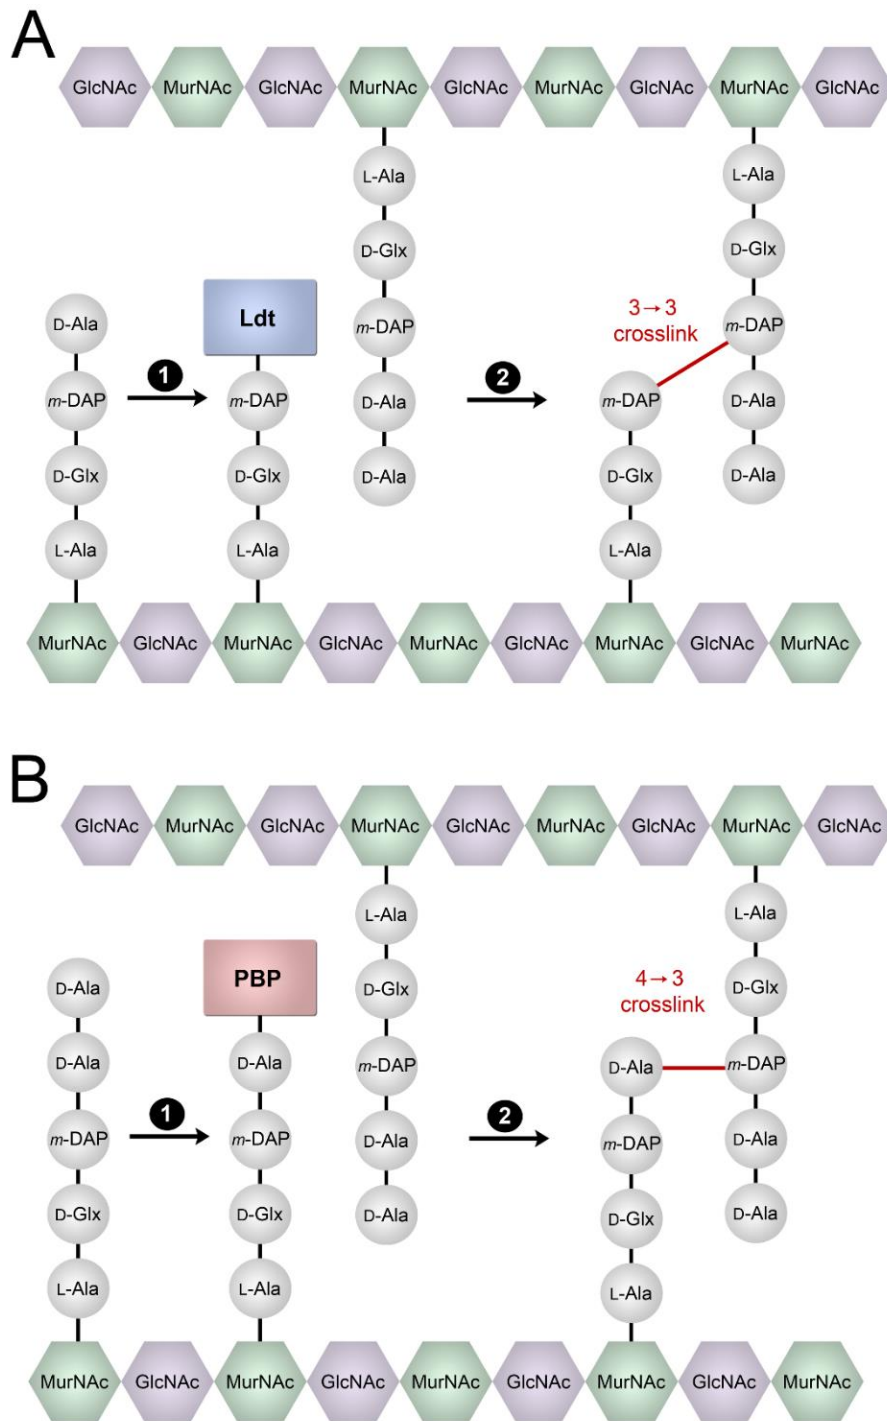 A
GlcNAc MurNAc GlcNAc MurNAc GlcNAc MurNAc GlcNAc MurNAc GlcNAc
L-Ala L-Ala
D-Glx D-Glx
D-Ala Ldt m-DAP 3→3 m-DAP
crosslink
1 2
m-DAP m-DAP D-Ala m-DAP D-Ala
D-Glx D-Glx D-Ala D-Glx D-Ala
L-Ala L-Ala L-Ala
MurNAc GlcNAc MurNAc GlcNAc MurNAc GlcNAc MurNAc GlcNAc MurNAc
B
GlcNAc MurNAc GlcNAc MurNAc GlcNAc MurNAc GlcNAc MurNAc GlcNAc
L-Ala L-Ala
D-Ala PBP D-Glx 4→3 D-Glx
crosslink
D-Ala D-Ala m-DAP D-Ala m-DAP
1 2
m-DAP m-DAP D-Ala m-DAP D-Ala
D-Glx D-Glx D-Ala D-Glx D-Ala
L-Ala L-Ala L-Ala
MurNAc GlcNAc MurNAc GlcNAc MurNAc GlcNAc MurNAc GlcNAc MurNAc